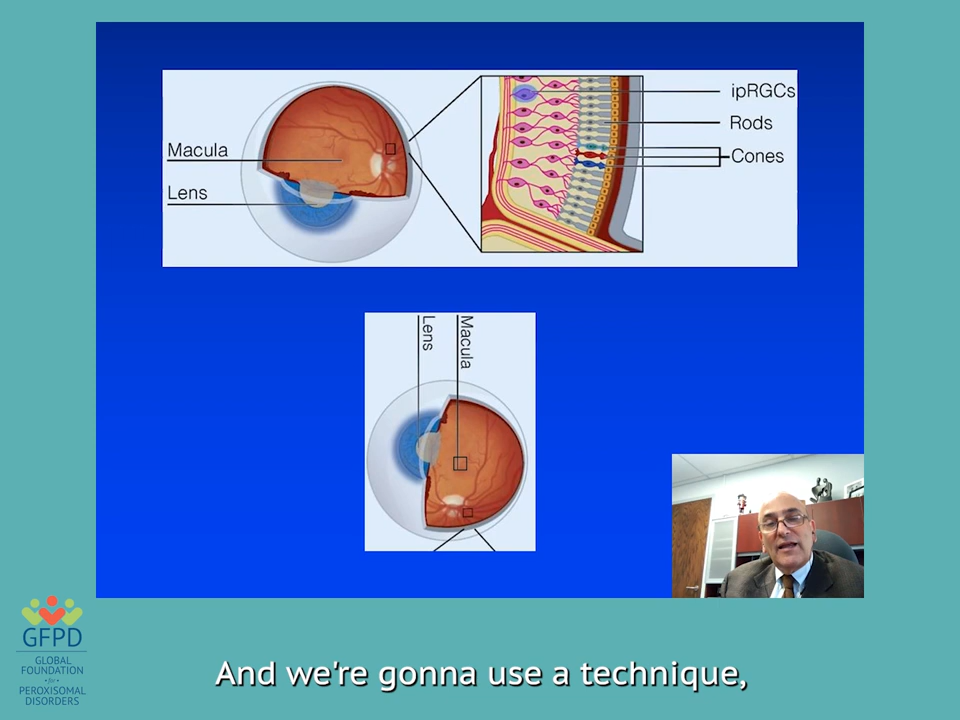 Macula
Lens
ipRGCs
Rods
Cones
Lens
Macula
GFPD
GLOBAL
FOUNDATION
•for•
PEROXISOMAL
DISORDERS
And we're gonna use a technique,